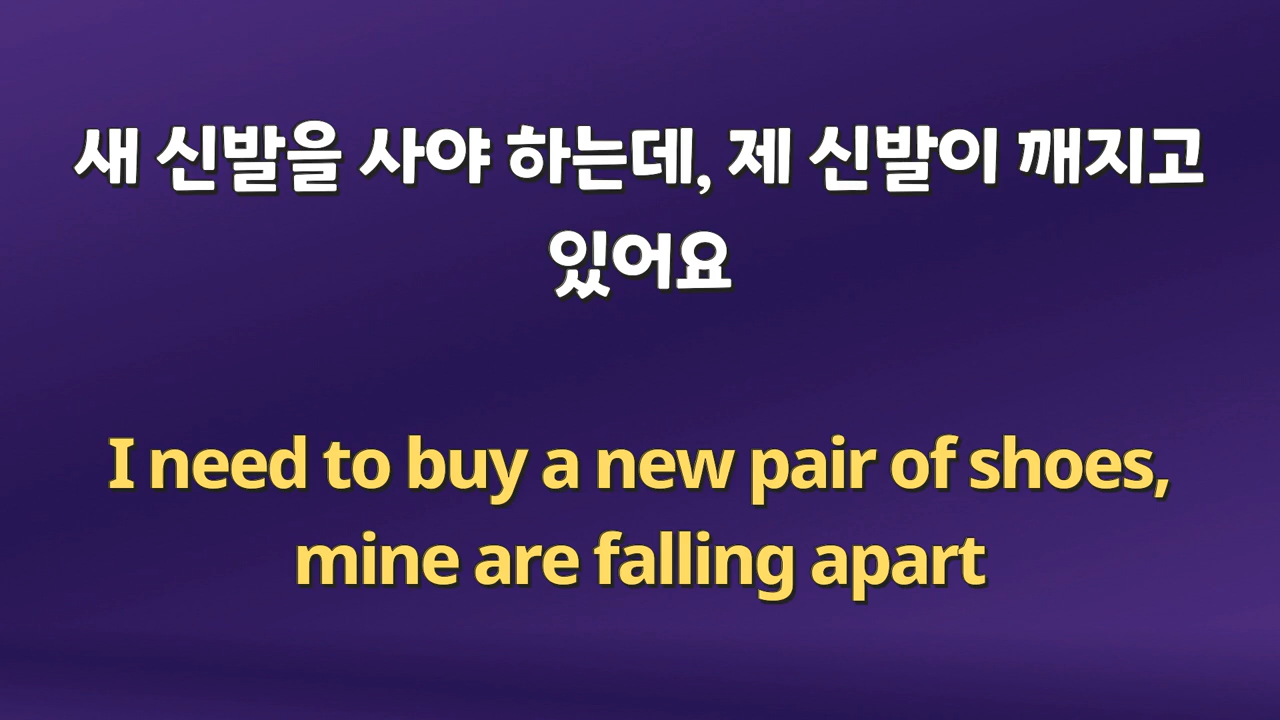 새 신발을 사야 하는데, 제 신발이 깨지고
있어요
I need to buy a new pair of shoes,
mine are falling apart